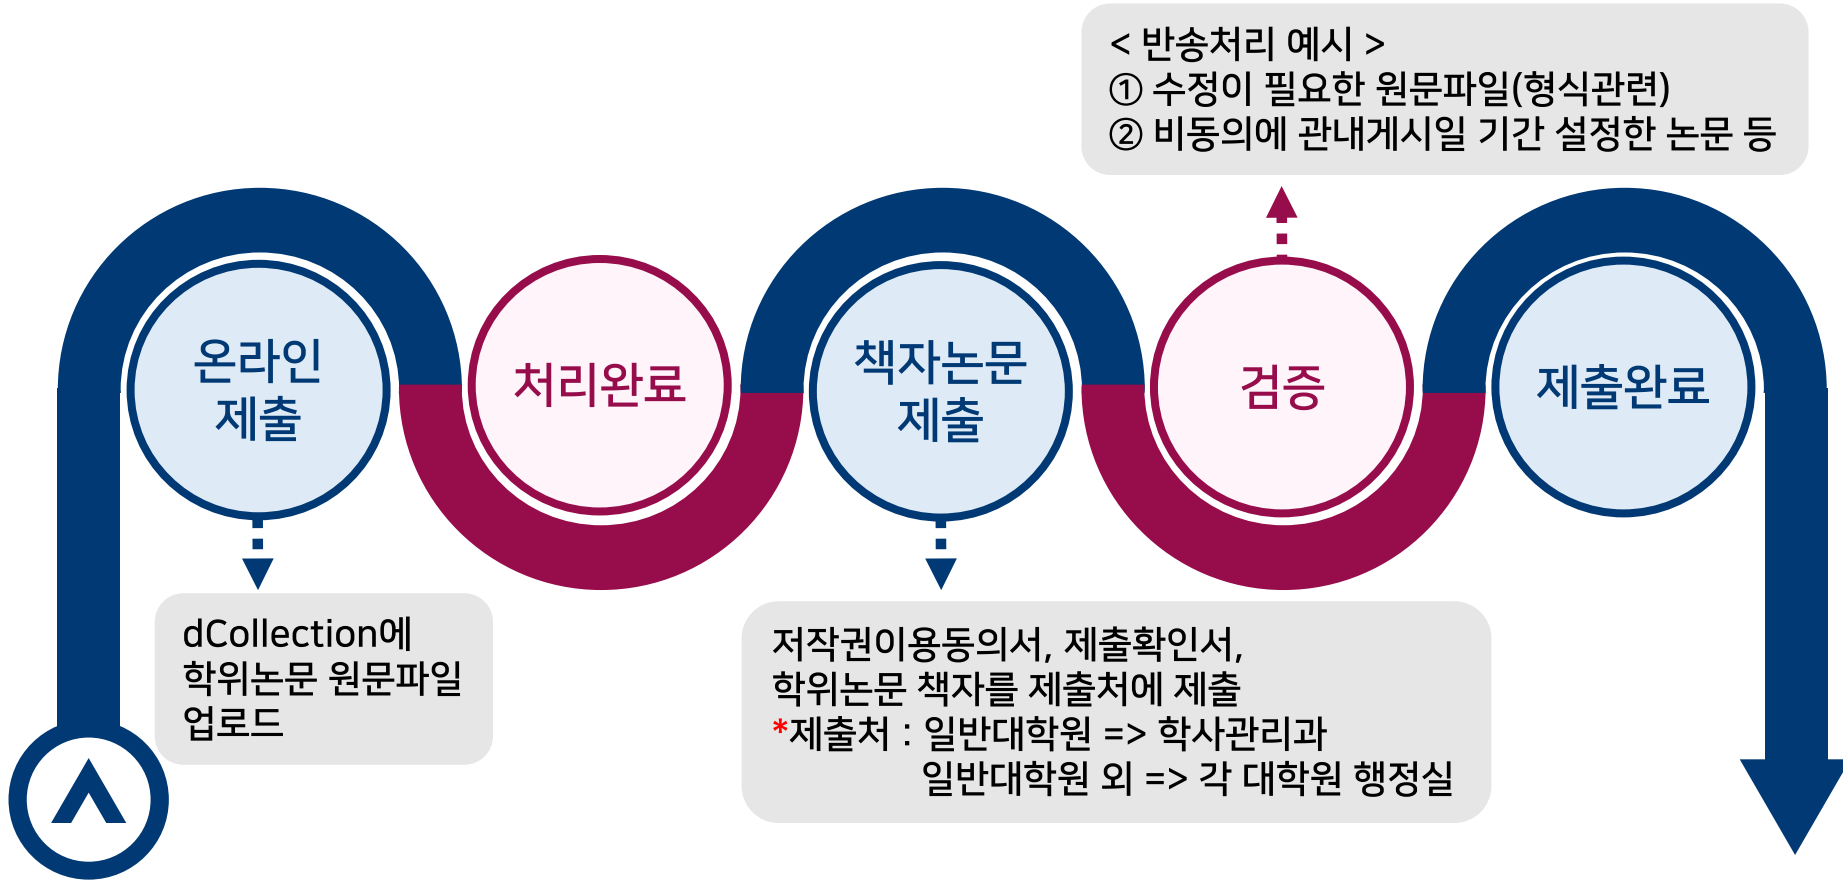 < 반송처리 예시 >
① 수정이 필요한 원문파일(형식관련)
② 비동의에 관내게시일 기간 설정한 논문 등
온라인
제출
처리완료
책자논문
제출
검증
제출완료
dCollection에
학위논문 원문파일
업로드
저작권이용동의서, 제출확인서,
학위논문 책자를 제출처에 제출
*제출처 : 일반대학원 => 학사관리과
일반대학원 외 => 각 대학원 행정실